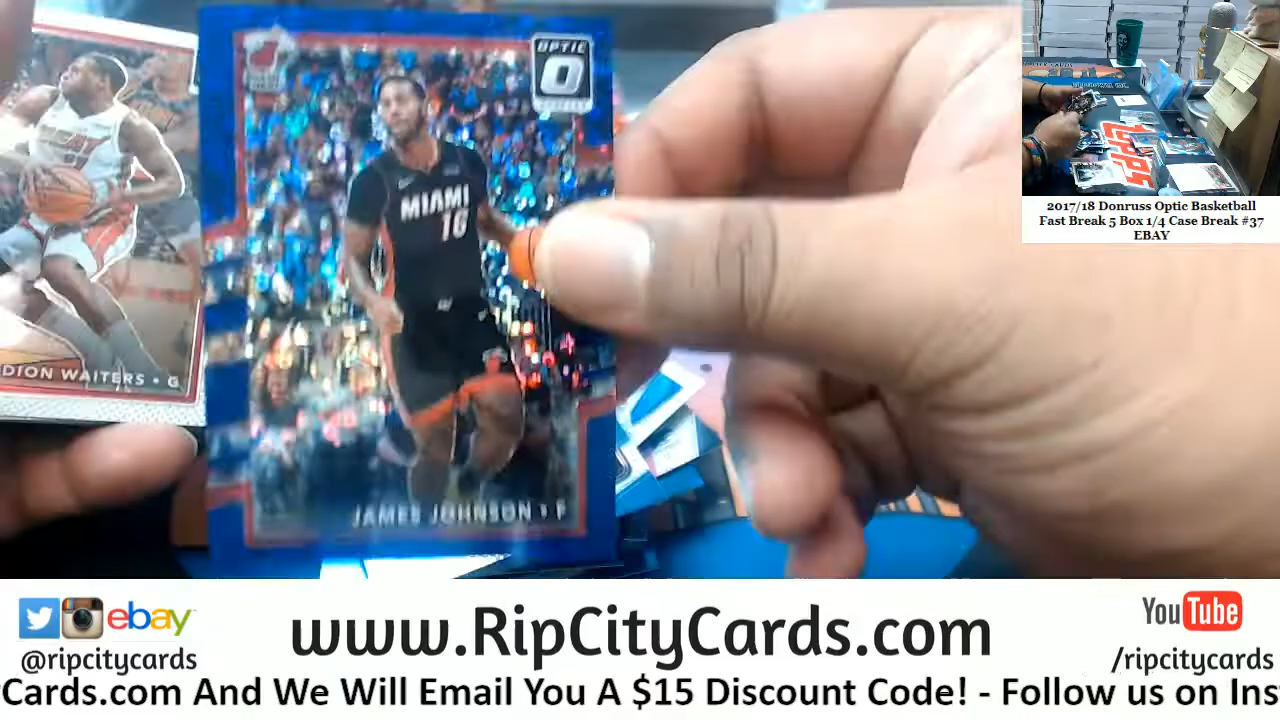 OPTIC
MIAMI
16
DION WAITERS • G
JAMES JOHNSON • F
TOPPS
2017/18 Donruss Optic Basketball
Fast Break 5 Box 1/4 Case Break #37
EBAY
ebay
@ripcitycards
www.RipCityCards.com
YouTube
/ripcitycards
Cards.com And We Will Email You A $15 Discount Code! - Follow us on Ins